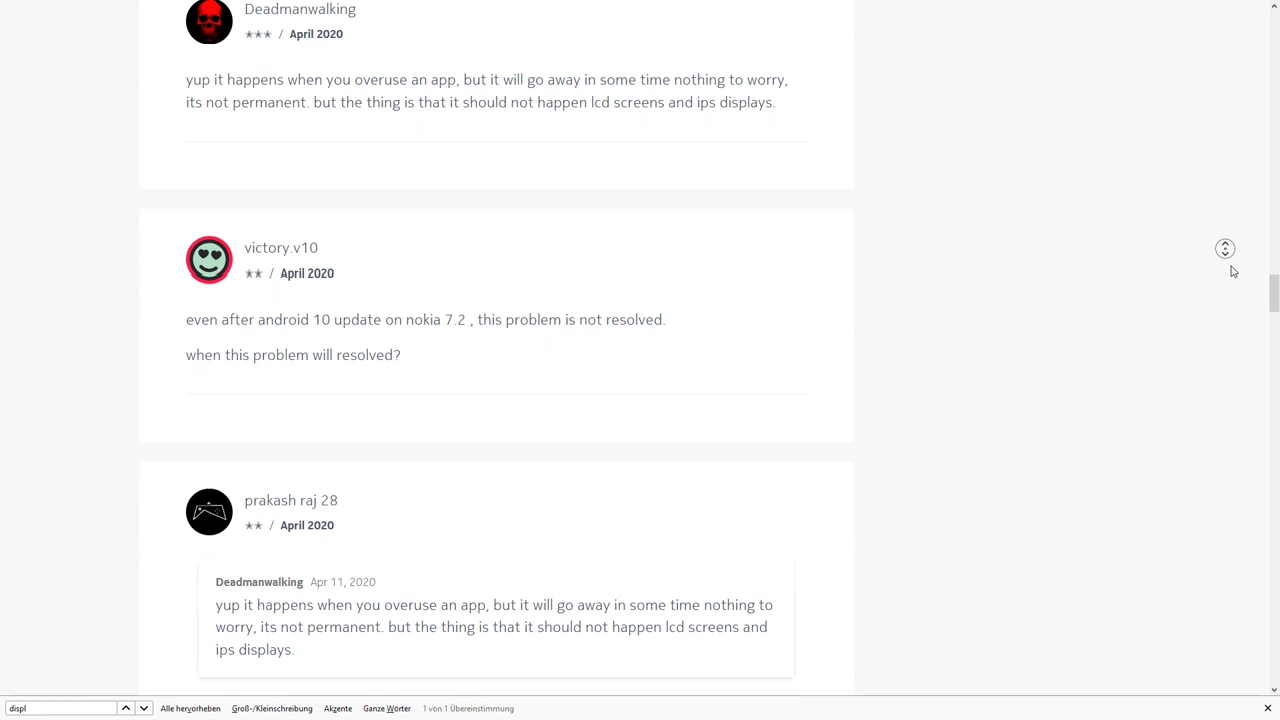 Deadmanwalking
★★★ / April 2020
yup it happens when you overuse an app, but it will go away in some time nothing to worry,
its not permanent. but the thing is that it should not happen lcd screens and ips displays.
victory.v10
★★ / April 2020
even after android 10 update on nokia 7.2 , this problem is not resolved.
when this problem will resolved?
prakash raj 28
★★ / April 2020
Deadmanwalking Apr 11, 2020
yup it happens when you overuse an app, but it will go away in some time nothing to
worry, its not permanent. but the thing is that it should not happen lcd screens and
ips displays.
displ Alle hervorheben Groß-/Kleinschreibung Akzente Ganze Wörter 1 von 1 Übereinstimmung